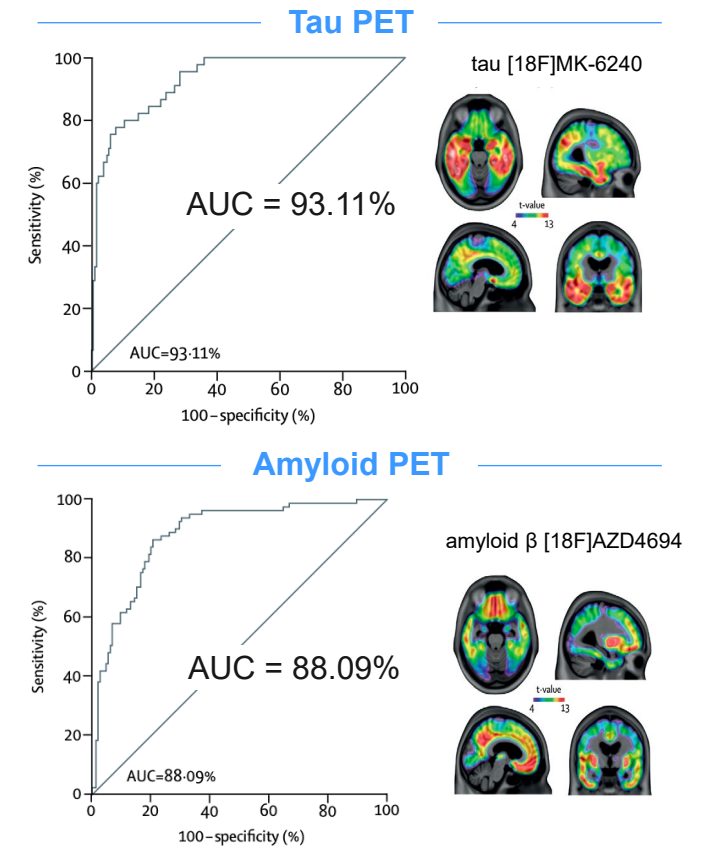 Tau PET
tau [18F]MK-6240
100
80
60
40
20
0
Sensitivity (%)
AUC = 93.11%
AUC=93·11%
0 20 40 60 80 100
100–specificity (%)
t-value
4 13
Amyloid PET
amyloid β [18F]AZD4694
100
80
60
40
20
0
Sensitivity (%)
AUC = 88.09%
AUC=88·09%
0 20 40 60 80 100
100–specificity (%)
t-value
4 13